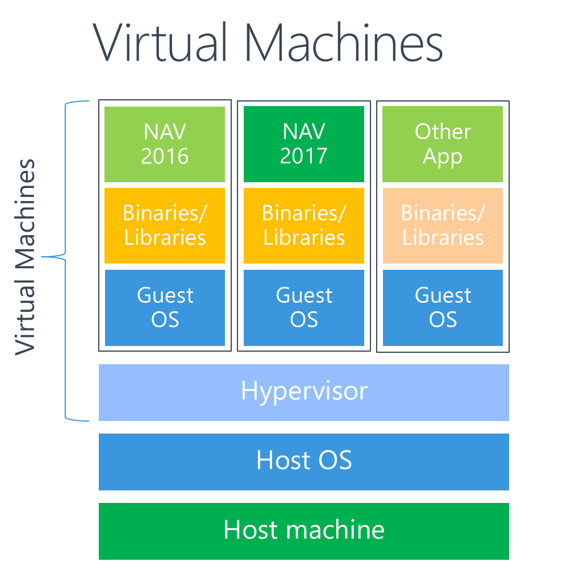 Virtual Machines
Virtual Machines
NAV
2016
NAV
2017
Other
App
Binaries/
Libraries
Binaries/
Libraries
Binaries/
Libraries
Guest
OS
Guest
OS
Guest
OS
Hypervisor
Host OS
Host machine